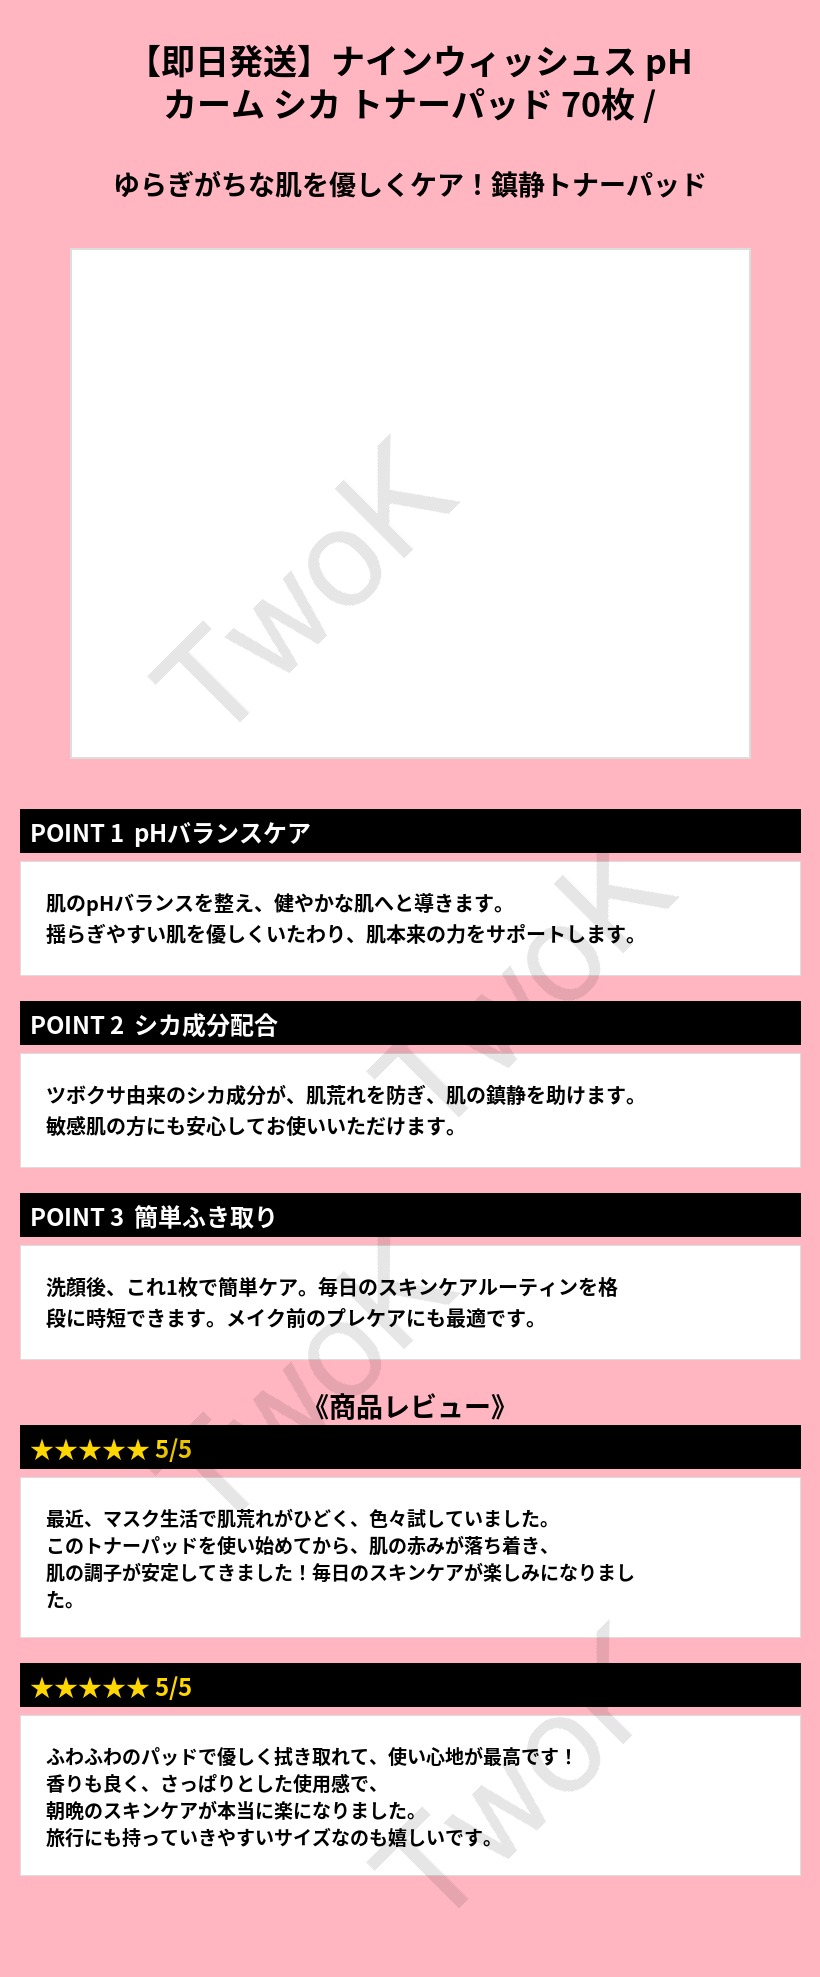 【即日発送】ナインウィッシュス pH
カーム シカ トナーパッド 70枚 /
ゆらぎがちな肌を優しくケア！鎮静トナーパッド
TwoK
POINT 1 pHバランスケア
肌のpHバランスを整え、健やかな肌へと導きます。
揺らぎやすい肌を優しくいたわり、肌本来の力をサポートします。
TwoK
POINT 2 シカ成分配合
ツボクサ由来のシカ成分が、肌荒れを防ぎ、肌の鎮静を助けます。
敏感肌の方にも安心してお使いいただけます。
POINT 3 簡単ふき取り
洗顔後、これ1枚で簡単ケア。毎日のスキンケアルーティンを格
段に時短できます。メイク前のプレケアにも最適です。
TwoK
《商品レビュー》
★★★★★ 5/5
最近、マスク生活で肌荒れがひどく、色々試していました。
このトナーパッドを使い始めてから、肌の赤みが落ち着き、
肌の調子が安定してきました！毎日のスキンケアが楽しみになりまし
た。
★★★★★ 5/5
ふわふわのパッドで優しく拭き取れて、使い心地が最高です！
香りも良く、さっぱりとした使用感で、
朝晩のスキンケアが本当に楽になりました。
旅行にも持っていきやすいサイズなのも嬉しいです。
TwoK